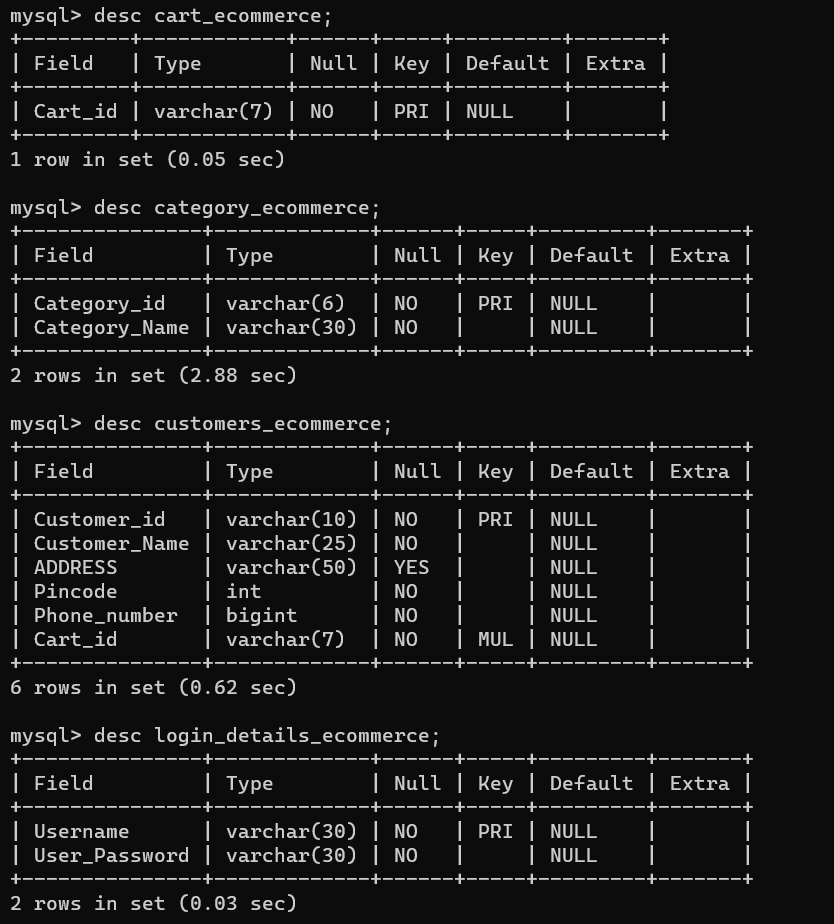 mysql> desc cart_ecommerce;
+---------+------------+------+-----+---------+-------+
| Field   | Type       | Null | Key | Default | Extra |
+---------+------------+------+-----+---------+-------+
| Cart_id | varchar(7) | NO   | PRI | NULL    |       |
+---------+------------+------+-----+---------+-------+
1 row in set (0.05 sec)

mysql> desc category_ecommerce;
+---------------+-------------+------+-----+---------+-------+
| Field         | Type        | Null | Key | Default | Extra |
+---------------+-------------+------+-----+---------+-------+
| Category_id   | varchar(6)  | NO   | PRI | NULL    |       |
| Category_Name | varchar(30) | NO   |     | NULL    |       |
+---------------+-------------+------+-----+---------+-------+
2 rows in set (2.88 sec)

mysql> desc customers_ecommerce;
+---------------+-------------+------+-----+---------+-------+
| Field         | Type        | Null | Key | Default | Extra |
+---------------+-------------+------+-----+---------+-------+
| Customer_id   | varchar(10) | NO   | PRI | NULL    |       |
| Customer_Name | varchar(25) | NO   |     | NULL    |       |
| ADDRESS       | varchar(50) | YES  |     | NULL    |       |
| Pincode       | int         | NO   |     | NULL    |       |
| Phone_number  | bigint      | NO   |     | NULL    |       |
| Cart_id       | varchar(7)  | NO   | MUL | NULL    |       |
+---------------+-------------+------+-----+---------+-------+
6 rows in set (0.62 sec)

mysql> desc login_details_ecommerce;
+---------------+-------------+------+-----+---------+-------+
| Field         | Type        | Null | Key | Default | Extra |
+---------------+-------------+------+-----+---------+-------+
| Username      | varchar(30) | NO   | PRI | NULL    |       |
| User_Password | varchar(30) | NO   |     | NULL    |       |
+---------------+-------------+------+-----+---------+-------+
2 rows in set (0.03 sec)